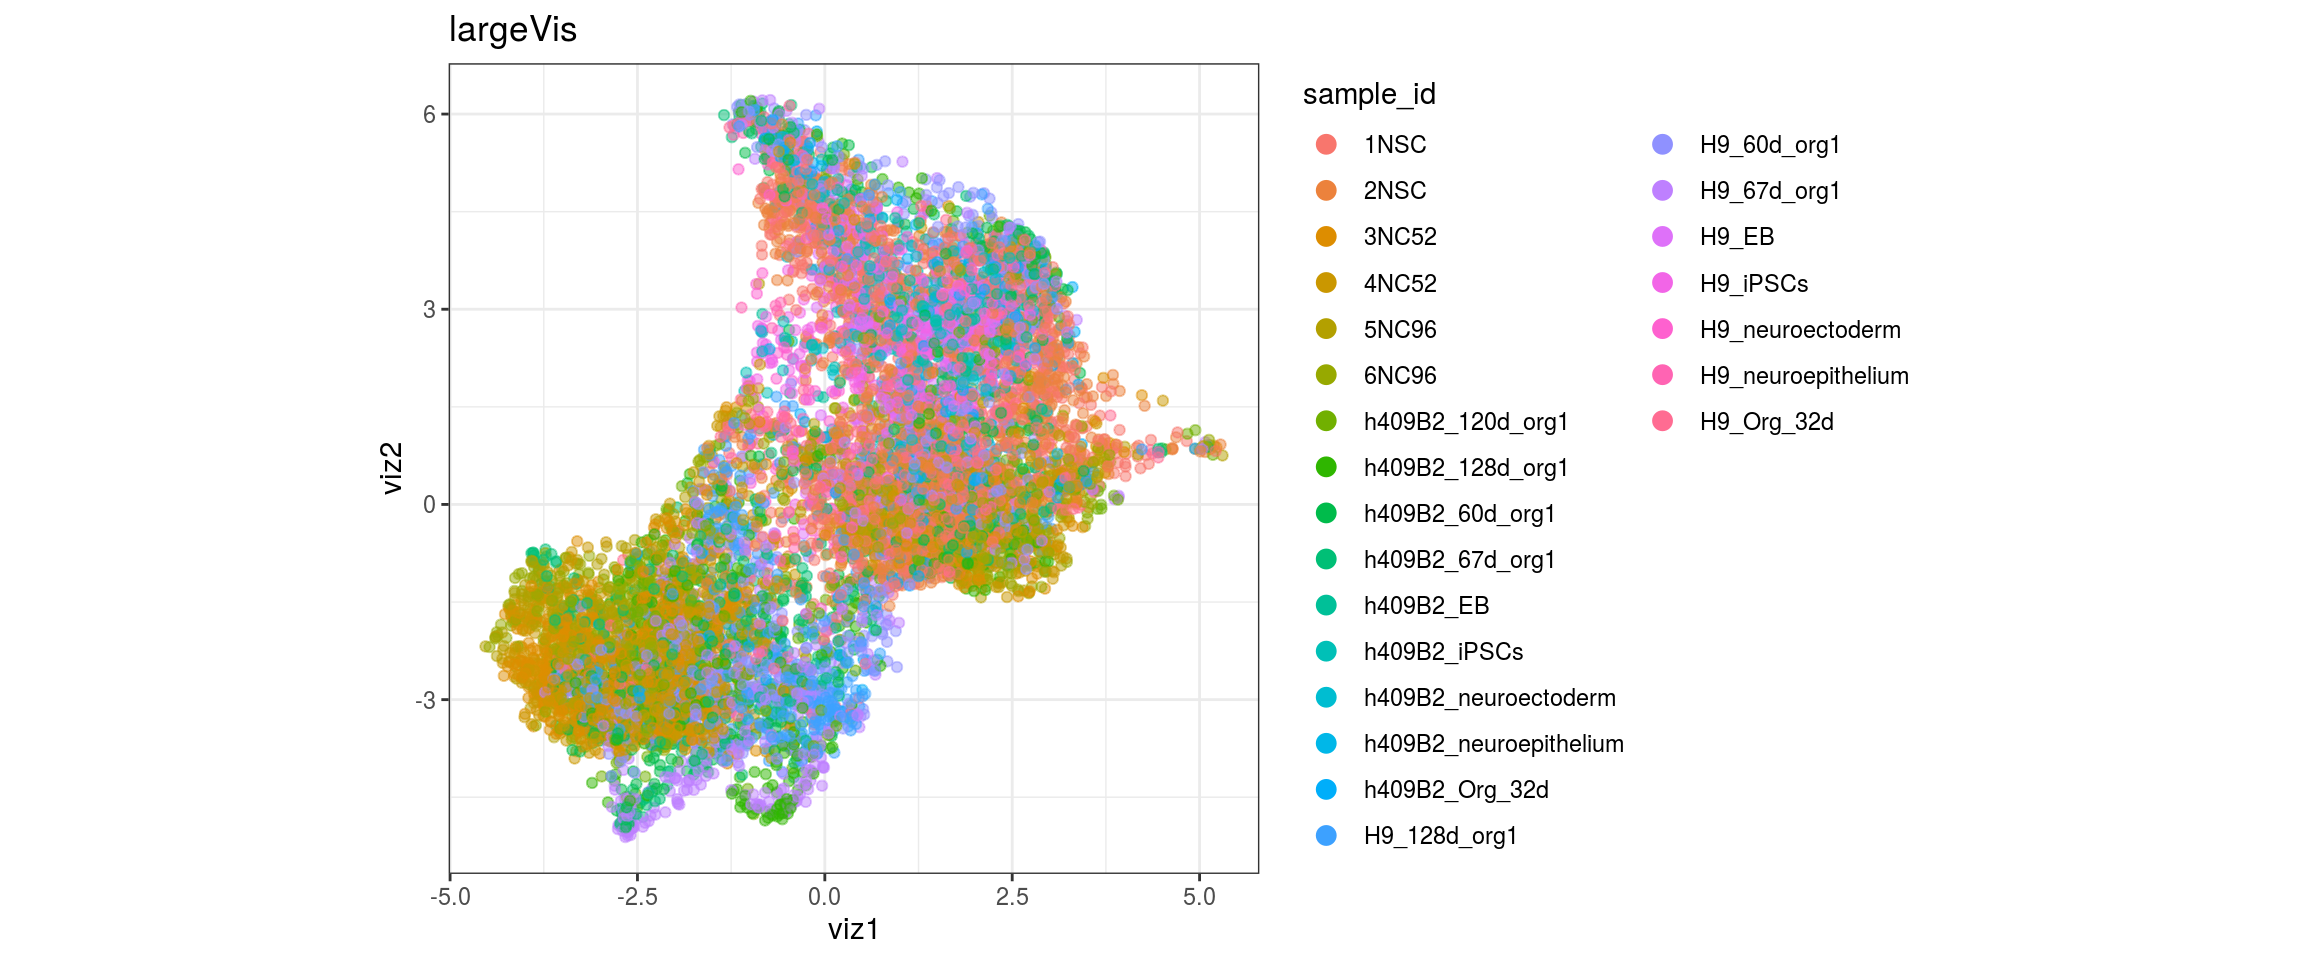 largeVis
viz2
6
3
0
-3
-5.0
-2.5
0.0
2.5
5.0
viz1
sample_id
1NSC
2NSC
3NC52
4NC52
5NC96
6NC96
h409B2_120d_org1
h409B2_128d_org1
h409B2_60d_org1
h409B2_67d_org1
h409B2_EB
h409B2_iPSCs
h409B2_neuroectoderm
h409B2_neuroepithelium
h409B2_Org_32d
H9_128d_org1
H9_60d_org1
H9_67d_org1
H9_EB
H9_iPSCs
H9_neuroectoderm
H9_neuroepithelium
H9_Org_32d